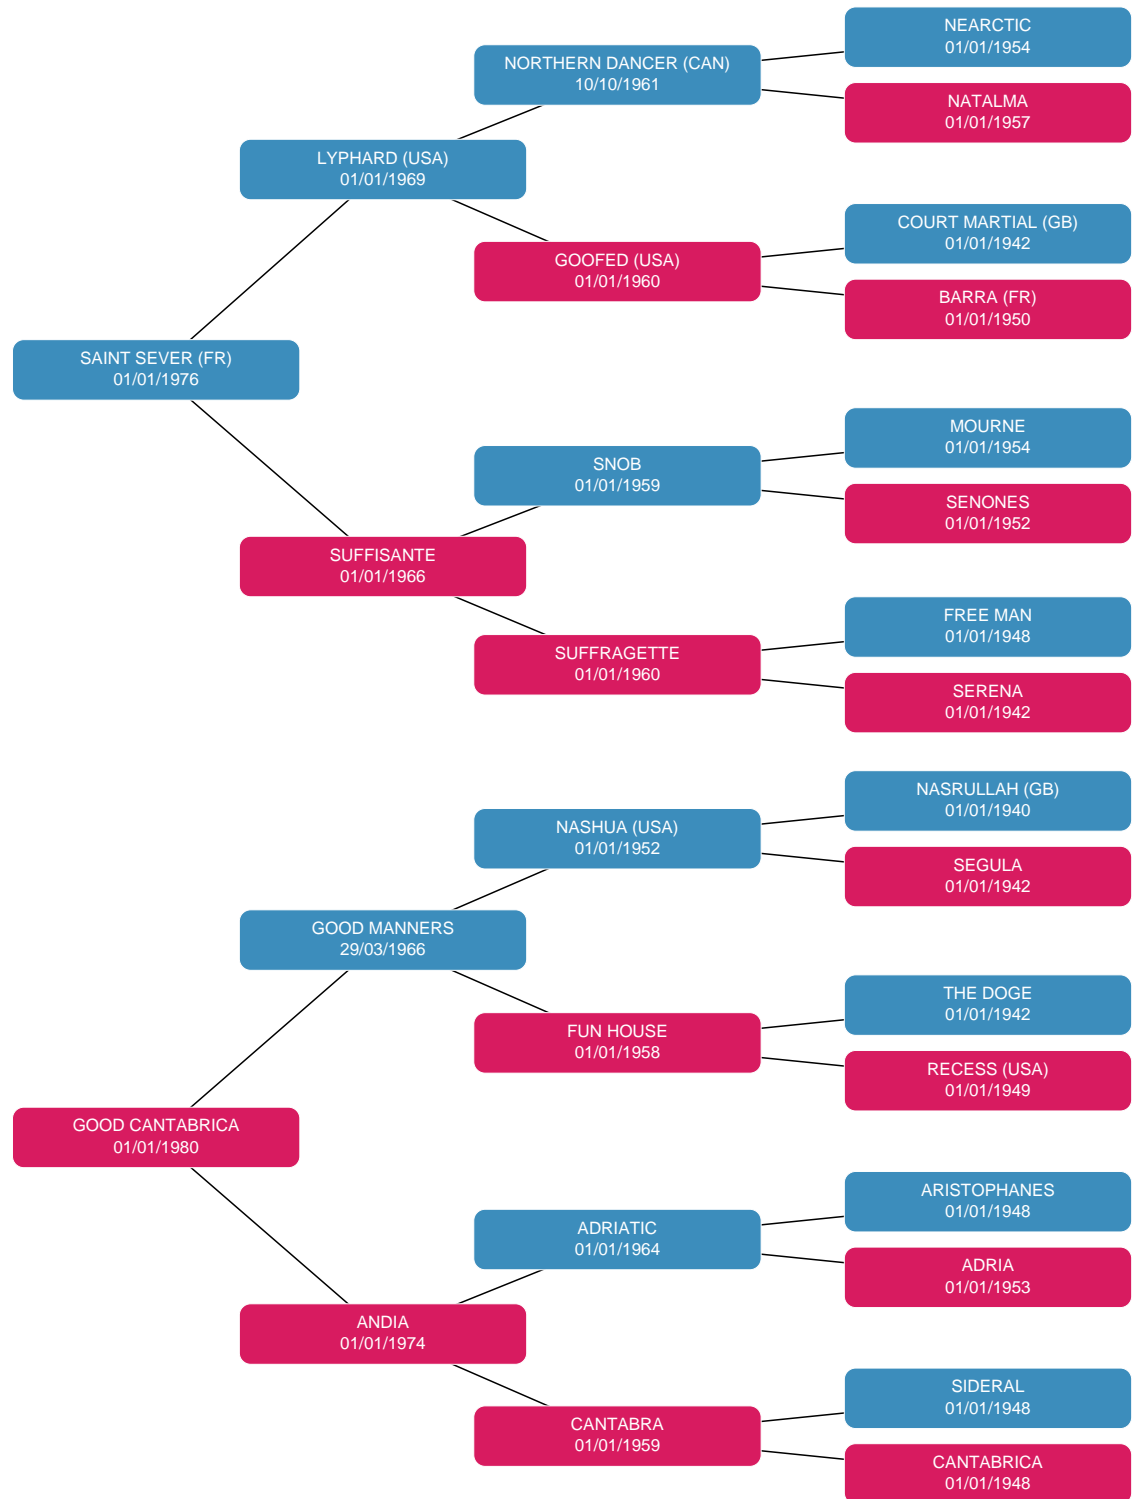 NEARCTIC
01/01/1954
NORTHERN DANCER (CAN)
10/10/1961
NATALMA
01/01/1957
LYPHARD (USA)
01/01/1969
COURT MARTIAL (GB)
01/01/1942
GOOFED (USA)
01/01/1960
BARRA (FR)
01/01/1950
SAINT SEVER (FR)
01/01/1976
MOURNE
01/01/1954
SNOB
01/01/1959
SENONES
01/01/1952
SUFFISANTE
01/01/1966
FREE MAN
01/01/1948
SUFFRAGETTE
01/01/1960
SERENA
01/01/1942
NASRULLAH (GB)
01/01/1940
NASHUA (USA)
01/01/1952
SEGULA
01/01/1942
GOOD MANNERS
29/03/1966
THE DOGE
01/01/1942
FUN HOUSE
01/01/1958
RECESS (USA)
01/01/1949
GOOD CANTABRICA
01/01/1980
ARISTOPHANES
01/01/1948
ADRIATIC
01/01/1964
ADRIA
01/01/1953
ANDIA
01/01/1974
SIDERAL
01/01/1948
CANTABRA
01/01/1959
CANTABRICA
01/01/1948